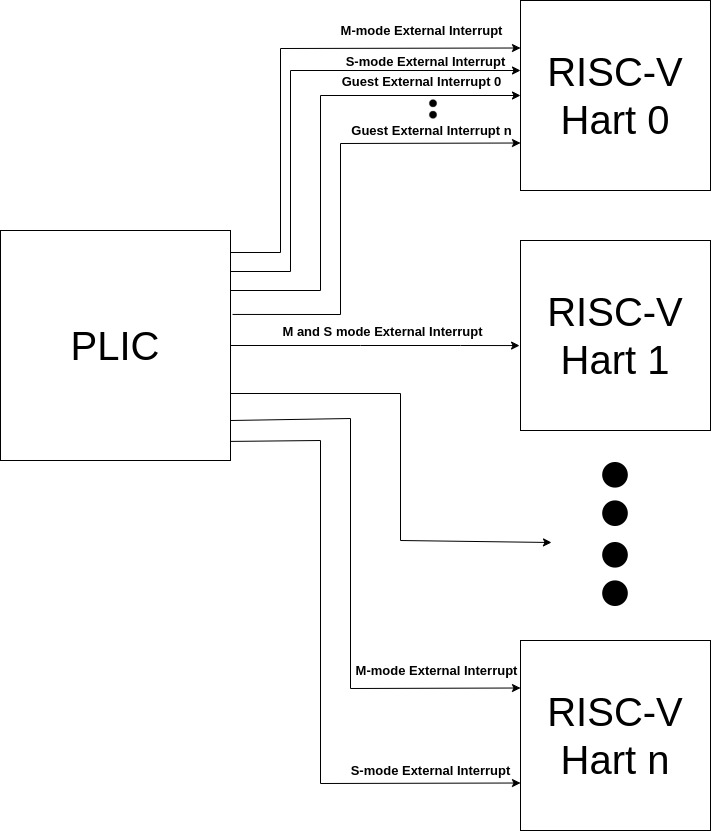 M-mode External Interrupt
S-mode External Interrupt
Guest External Interrupt 0
Guest External Interrupt n
RISC-V
Hart 0
PLIC
M and S mode External Interrupt
RISC-V
Hart 1
M-mode External Interrupt
S-mode External Interrupt
RISC-V
Hart n